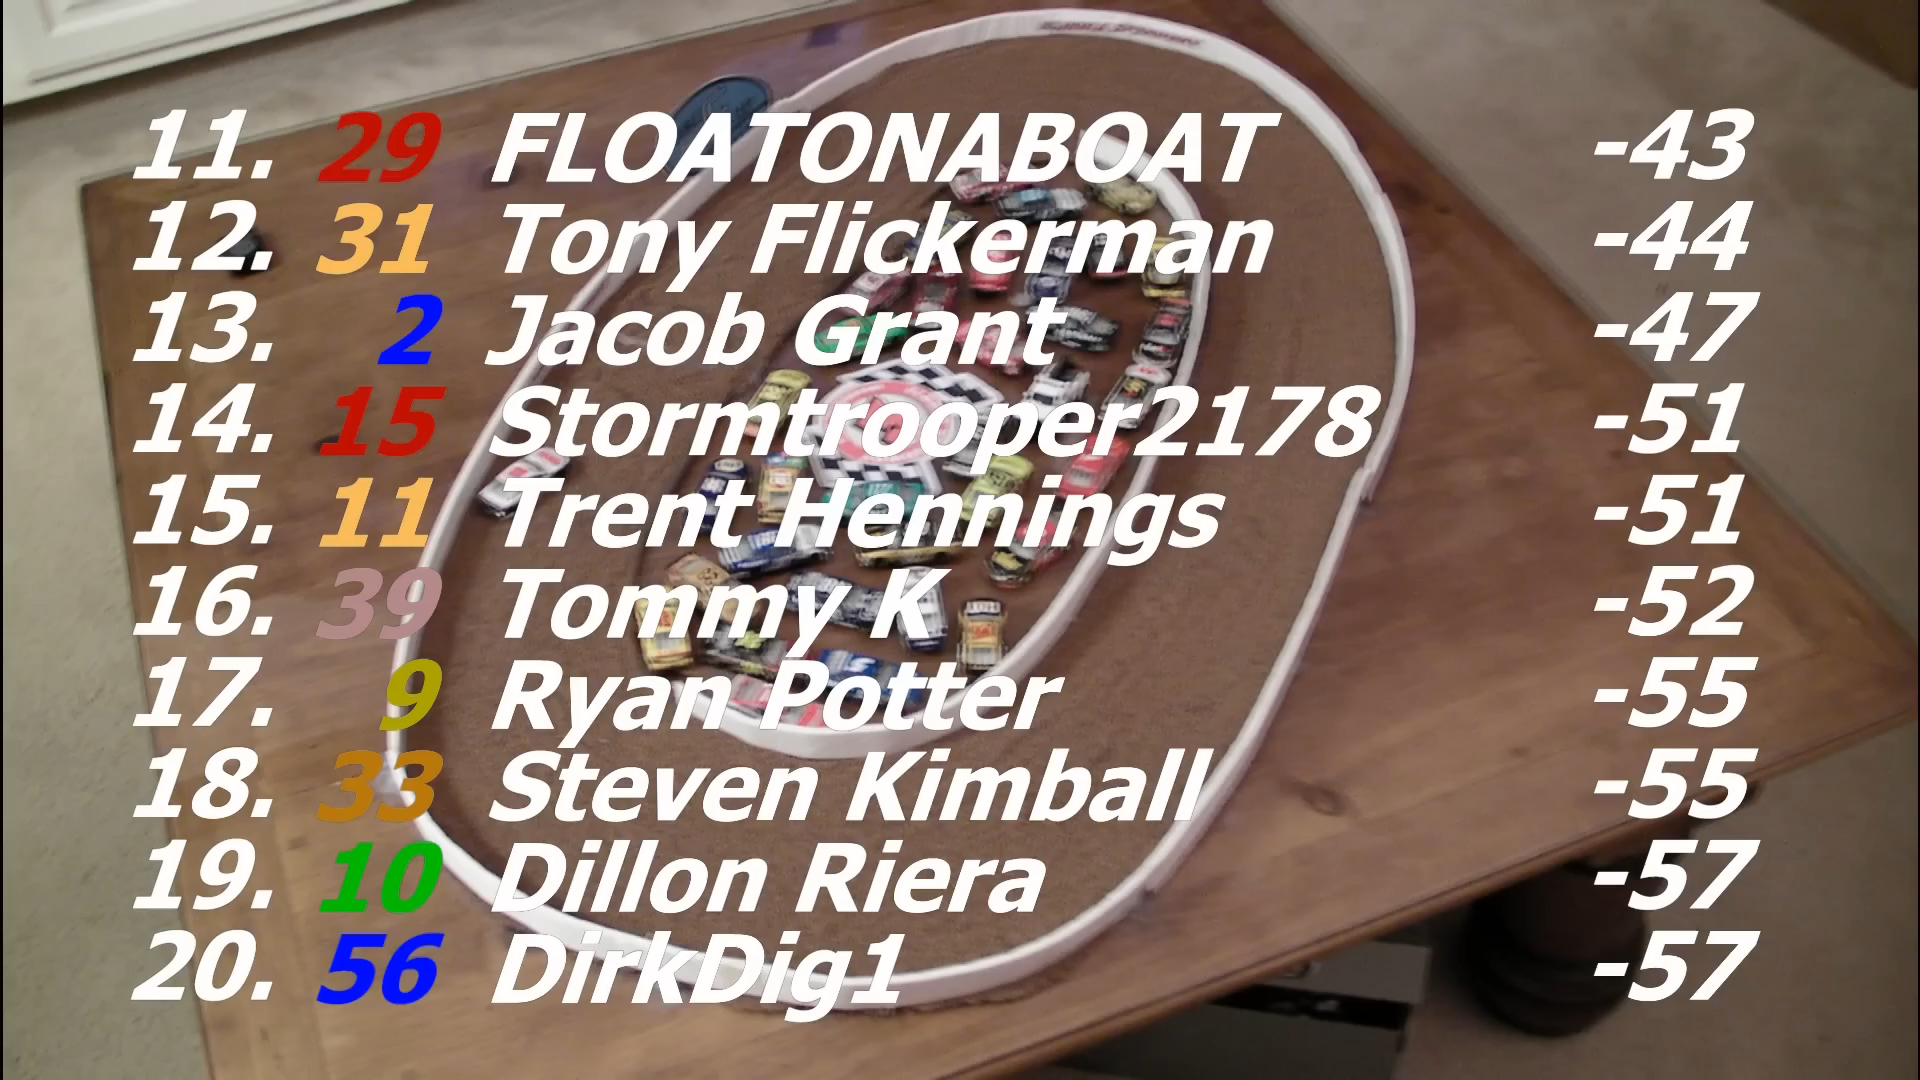 11. 29 FLOATONABOAT -43
12. 31 Tony Flickerman -44
13. 2 Jacob Grant -47
14. 15 Stormtrooper2178 -51
15. 11 Trent Hennings -51
16. 39 Tommy K -52
17. 9 Ryan Potter -55
18. 33 Steven Kimball -55
19. 10 Dillon Riera -57
20. 56 DirkDig1 -57